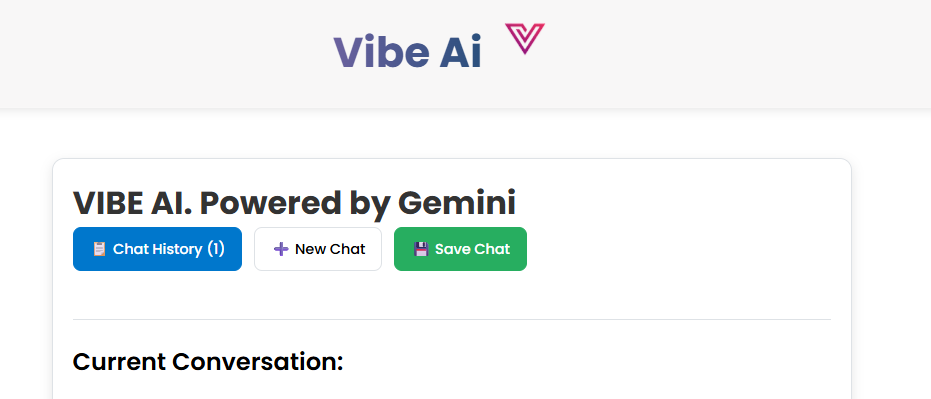 Vibe Ai
VIBE AI. Powered by Gemini
Chat History (1)
New Chat
Save Chat
Current Conversation: